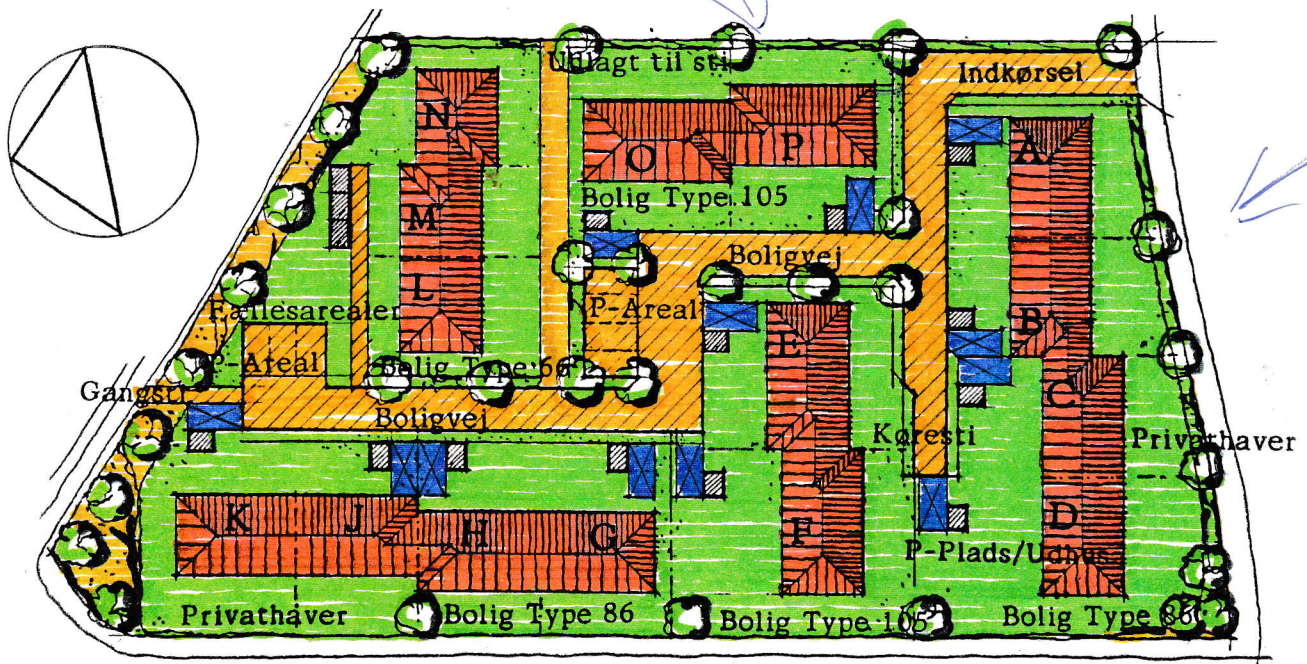 Udlagt til sti
Indkørsel
N
O
P
A
Bolig Type 105
M
Boligvej
L
Fællesarealer
P-Areal
B
E
P-Areal
Bolig Type 66
C
Gangsti
Boligvej
Køresti
Privathaver
K
J
H
G
F
D
P-Plads/Udhus
Privathaver
Bolig Type 86
Bolig Type 105
Bolig Type 86